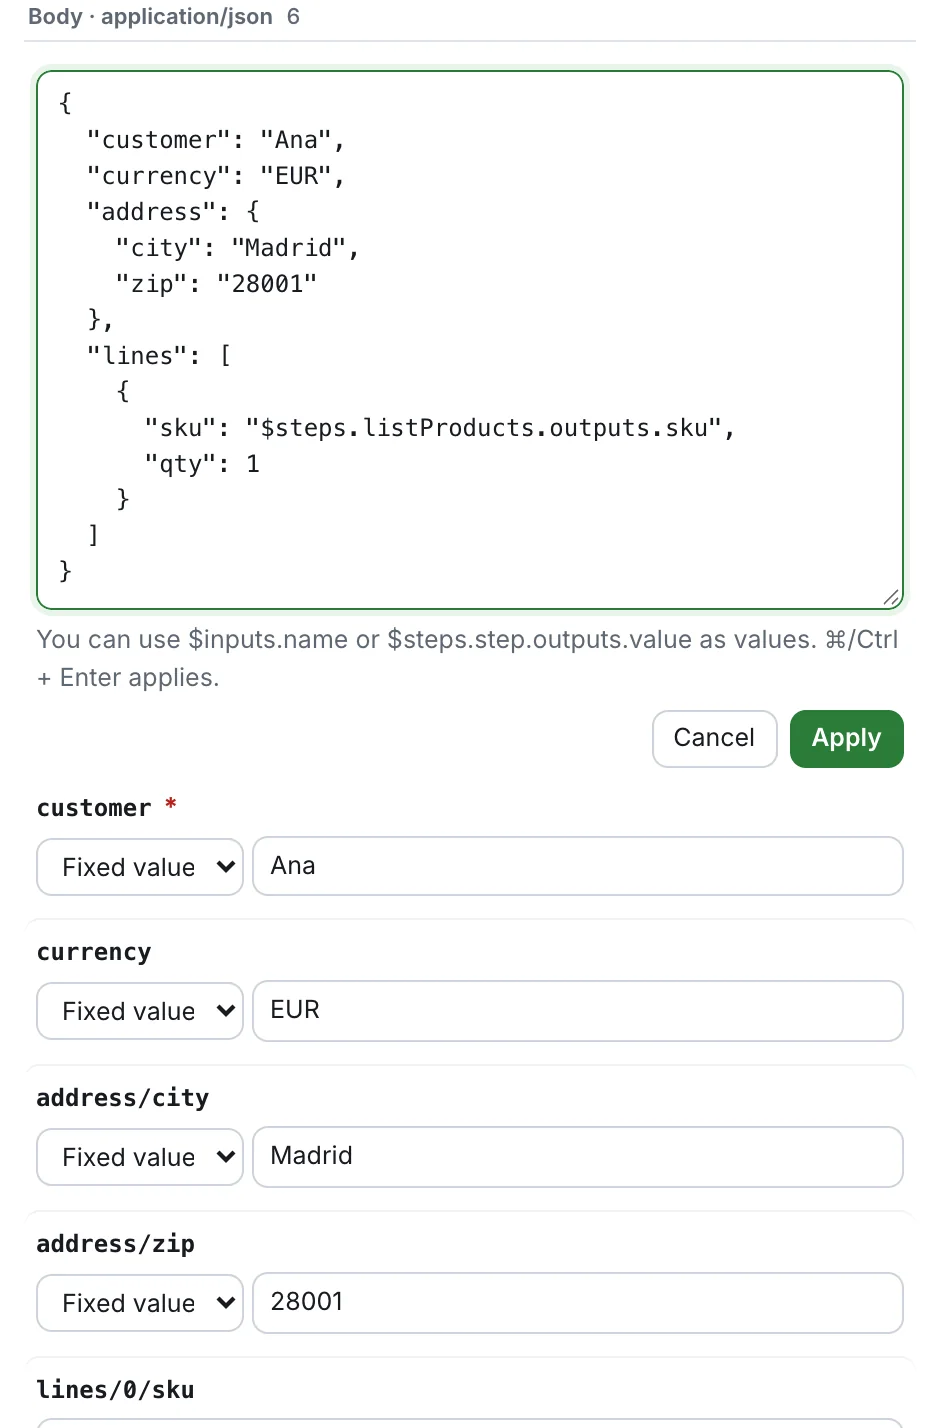 Body · application/json 6
{
  "customer": "Ana",
  "currency": "EUR",
  "address": {
    "city": "Madrid",
    "zip": "28001"
  },
  "lines": [
    {
      "sku": "$steps.listProducts.outputs.sku",
      "qty": 1
    }
  ]
}
You can use $inputs.name or $steps.step.outputs.value as values. ⌘/Ctrl
+ Enter applies.
Cancel Apply
customer *
Fixed value Ana
currency
Fixed value EUR
address/city
Fixed value Madrid
address/zip
Fixed value 28001
lines/0/sku